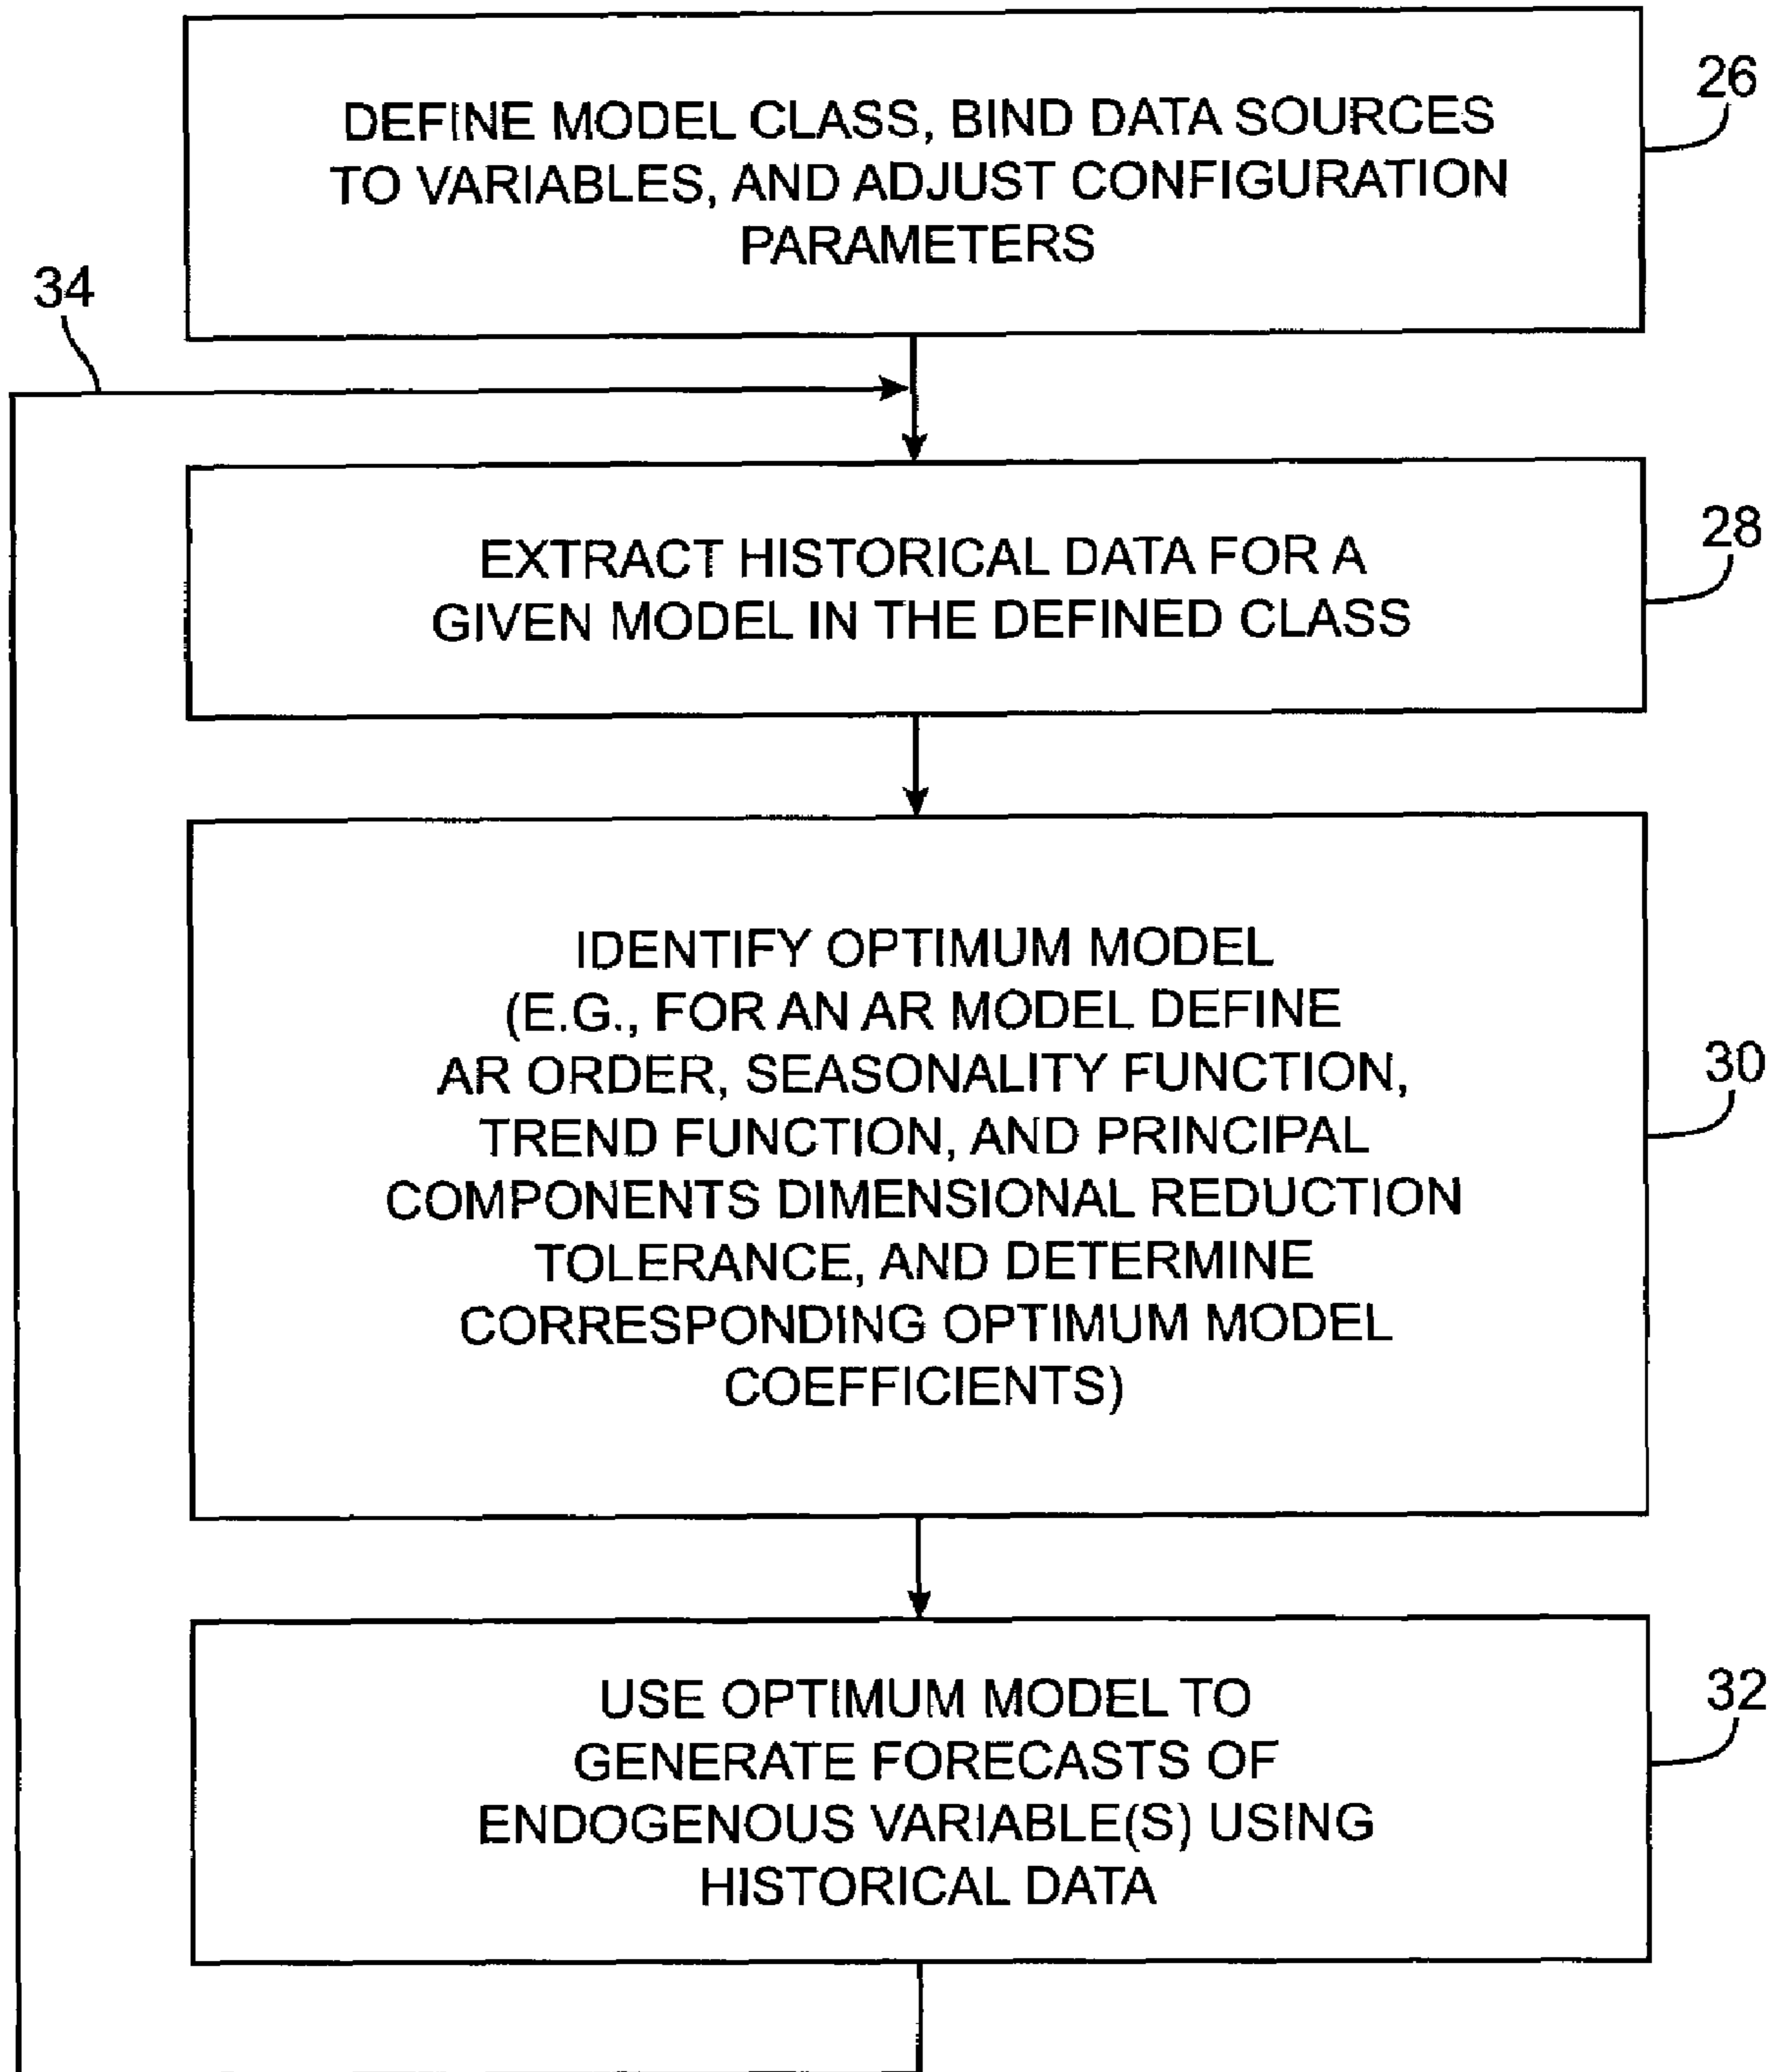 DEFINE MODEL CLASS, BIND DATA SOURCES
TO VARIABLES, AND ADJUST CONFIGURATION
PARAMETERS
26
34
EXTRACT HISTORICAL DATA FOR A
GIVEN MODEL IN THE DEFINED CLASS
28
IDENTIFY OPTIMUM MODEL
(E.G., FOR AN AR MODEL DEFINE
AR ORDER, SEASONALITY FUNCTION,
TREND FUNCTION, AND PRINCIPAL
COMPONENTS DIMENSIONAL REDUCTION
TOLERANCE, AND DETERMINE
CORRESPONDING OPTIMUM MODEL
COEFFICIENTS)
30
USE OPTIMUM MODEL TO
GENERATE FORECASTS OF
ENDOGENOUS VARIABLE(S) USING
HISTORICAL DATA
32